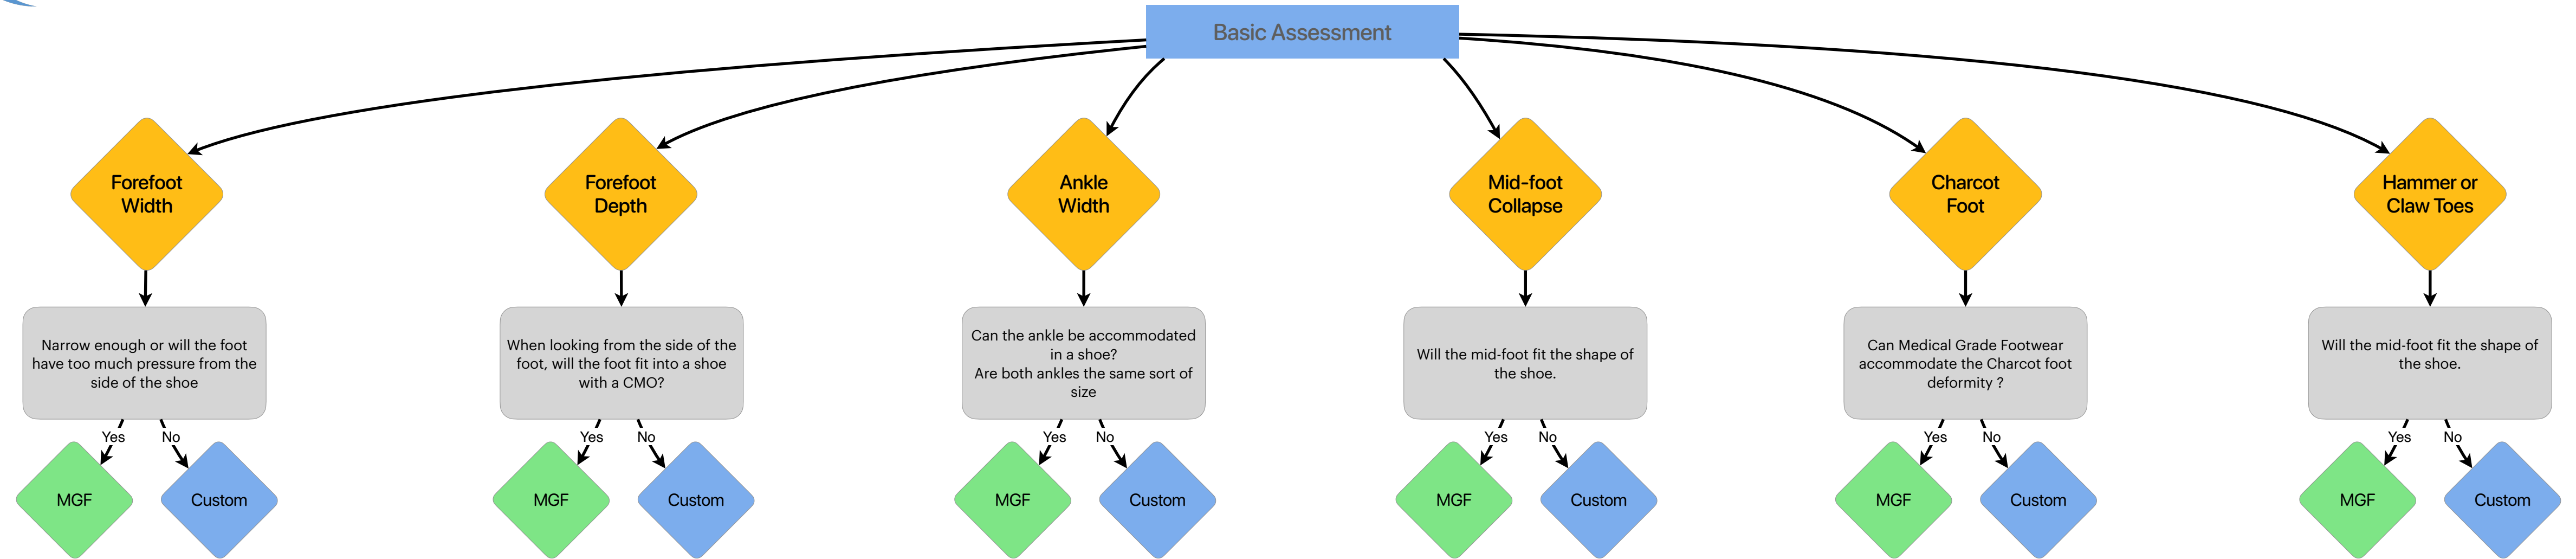 Basic Assessment
Forefoot
Width
Forefoot
Depth
Ankle
Width
Mid-foot
Collapse
Charcot
Foot
Hammer or
Claw Toes
Narrow enough or will the foot
have too much pressure from the
side of the shoe
When looking from the side of the
foot, will the foot fit into a shoe
with a CMO?
Can the ankle be accommodated
in a shoe?
Are both ankles the same sort of
size
Will the mid-foot fit the shape of
the shoe.
Can Medical Grade Footwear
accommodate the Charcot foot
deformity ?
Will the mid-foot fit the shape of
the shoe.
Yes
No
Yes
No
Yes
No
Yes
No
Yes
No
Yes
No
MGF
Custom
MGF
Custom
MGF
Custom
MGF
Custom
MGF
Custom
MGF
Custom